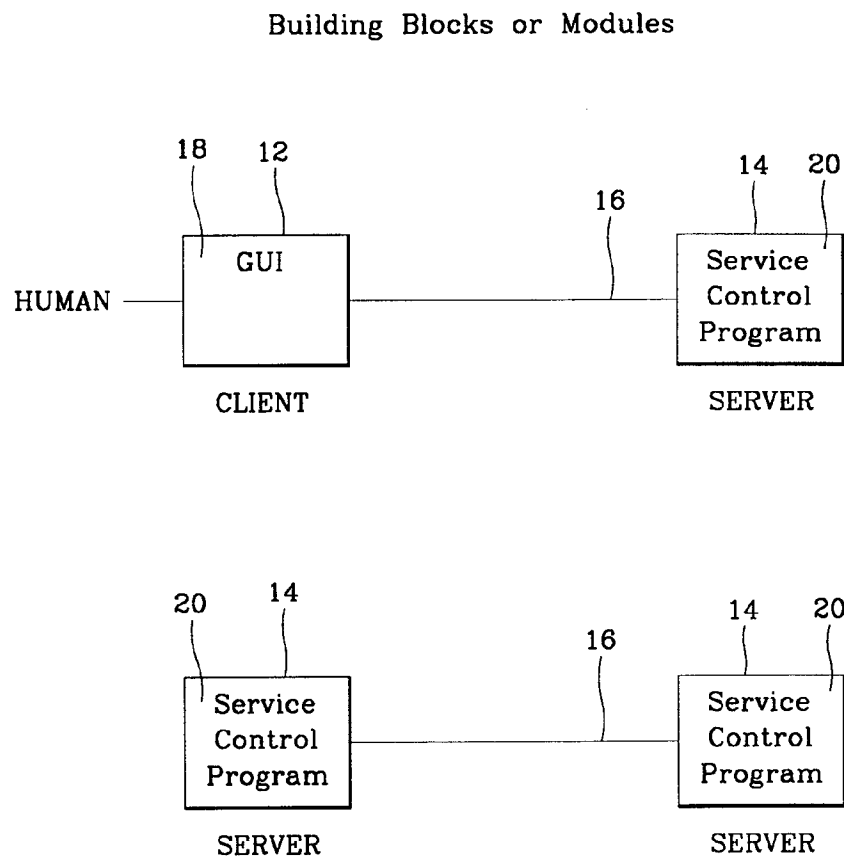 Building Blocks or Modules
18 12 16 14 20
GUI
Service
Control
Program
HUMAN
CLIENT
SERVER
20 14 16 14 20
Service
Control
Program
Service
Control
Program
SERVER
SERVER